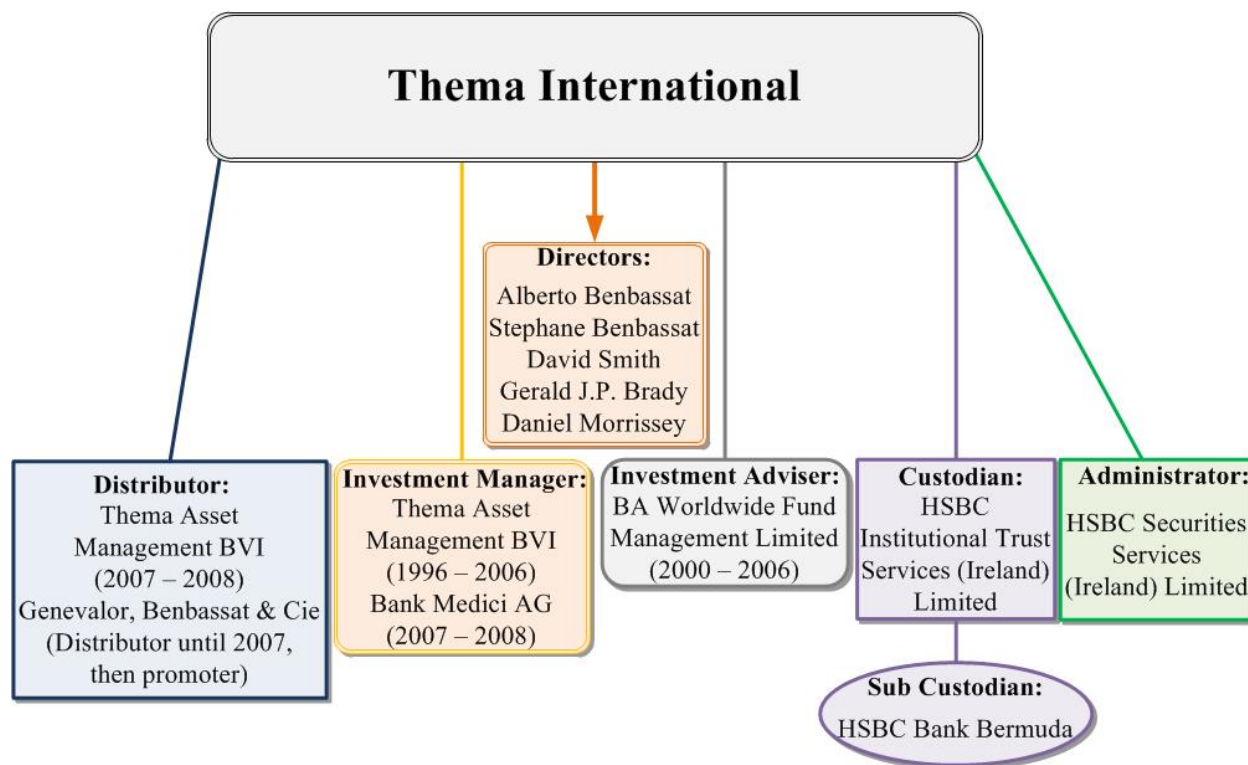 Thema International
Directors:
Alberto Benbassat
Stephane Benbassat
David Smith
Gerald J.P. Brady
Daniel Morrissey
Distributor:
Thema Asset
Management BVI
(2007 – 2008)
Genevalor, Benbassat & Cie
(Distributor until 2007,
then promoter)
Investment Manager:
Thema Asset
Management BVI
(1996 – 2006)
Bank Medici AG
(2007 – 2008)
Investment Adviser:
BA Worldwide Fund
Management Limited
(2000 – 2006)
Custodian:
HSBC
Institutional Trust
Services (Ireland)
Limited
Administrator:
HSBC Securities
Services
(Ireland) Limited
Sub Custodian:
HSBC Bank Bermuda